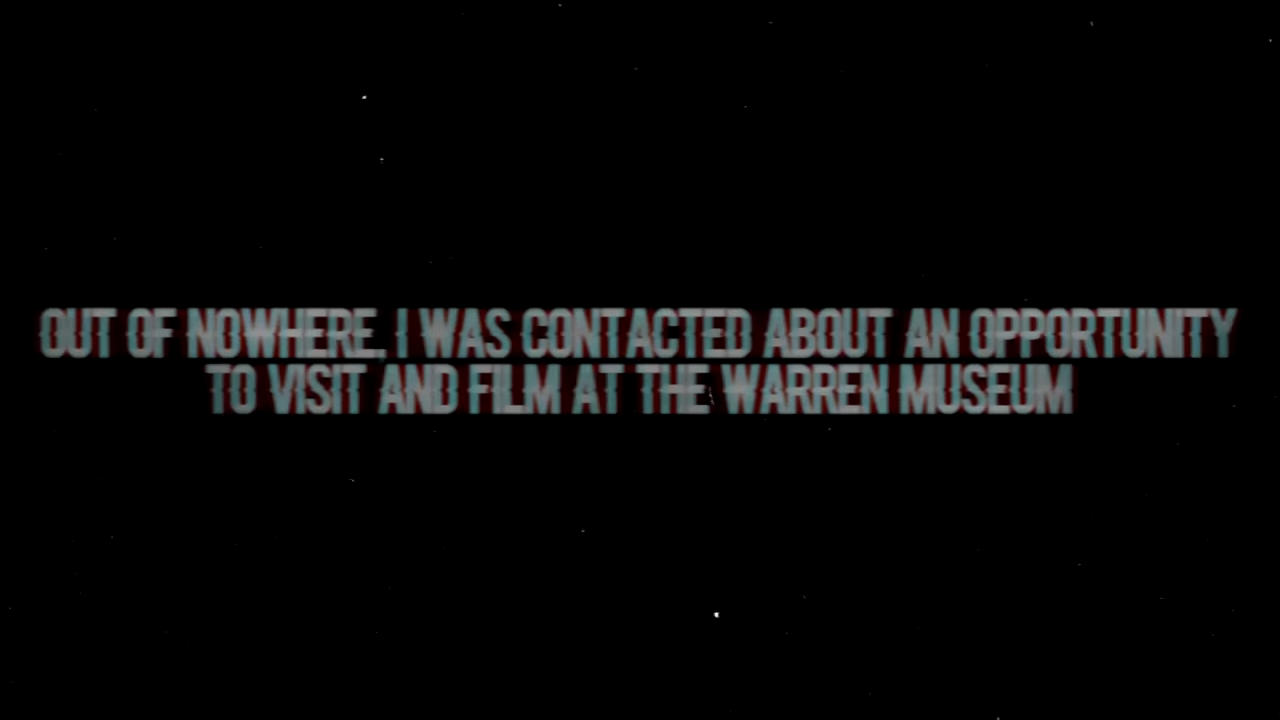 OUT OF NOWHERE, I WAS CONTACTED ABOUT AN OPPORTUNITY
TO VISIT AND FILM AT THE WARREN MUSEUM